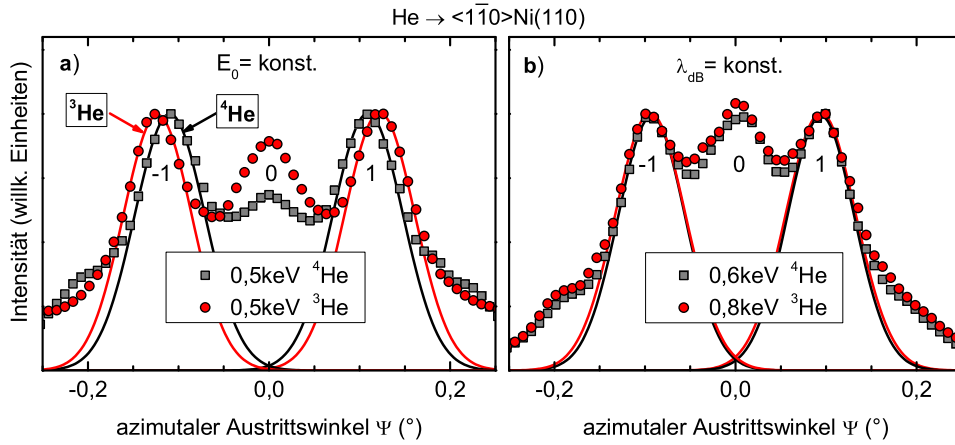 He → <11̅0>Ni(110)
a)
E₀= konst.
³He
⁴He
-1
0
1
0,5keV ⁴He
0,5keV ³He
-0,2
0,0
0,2
azimutaler Austrittswinkel Ψ (°)
Intensität (willk. Einheiten)
b)
λdB= konst.
-1
0
1
0,6keV ⁴He
0,8keV ³He
-0,2
0,0
0,2
azimutaler Austrittswinkel Ψ (°)